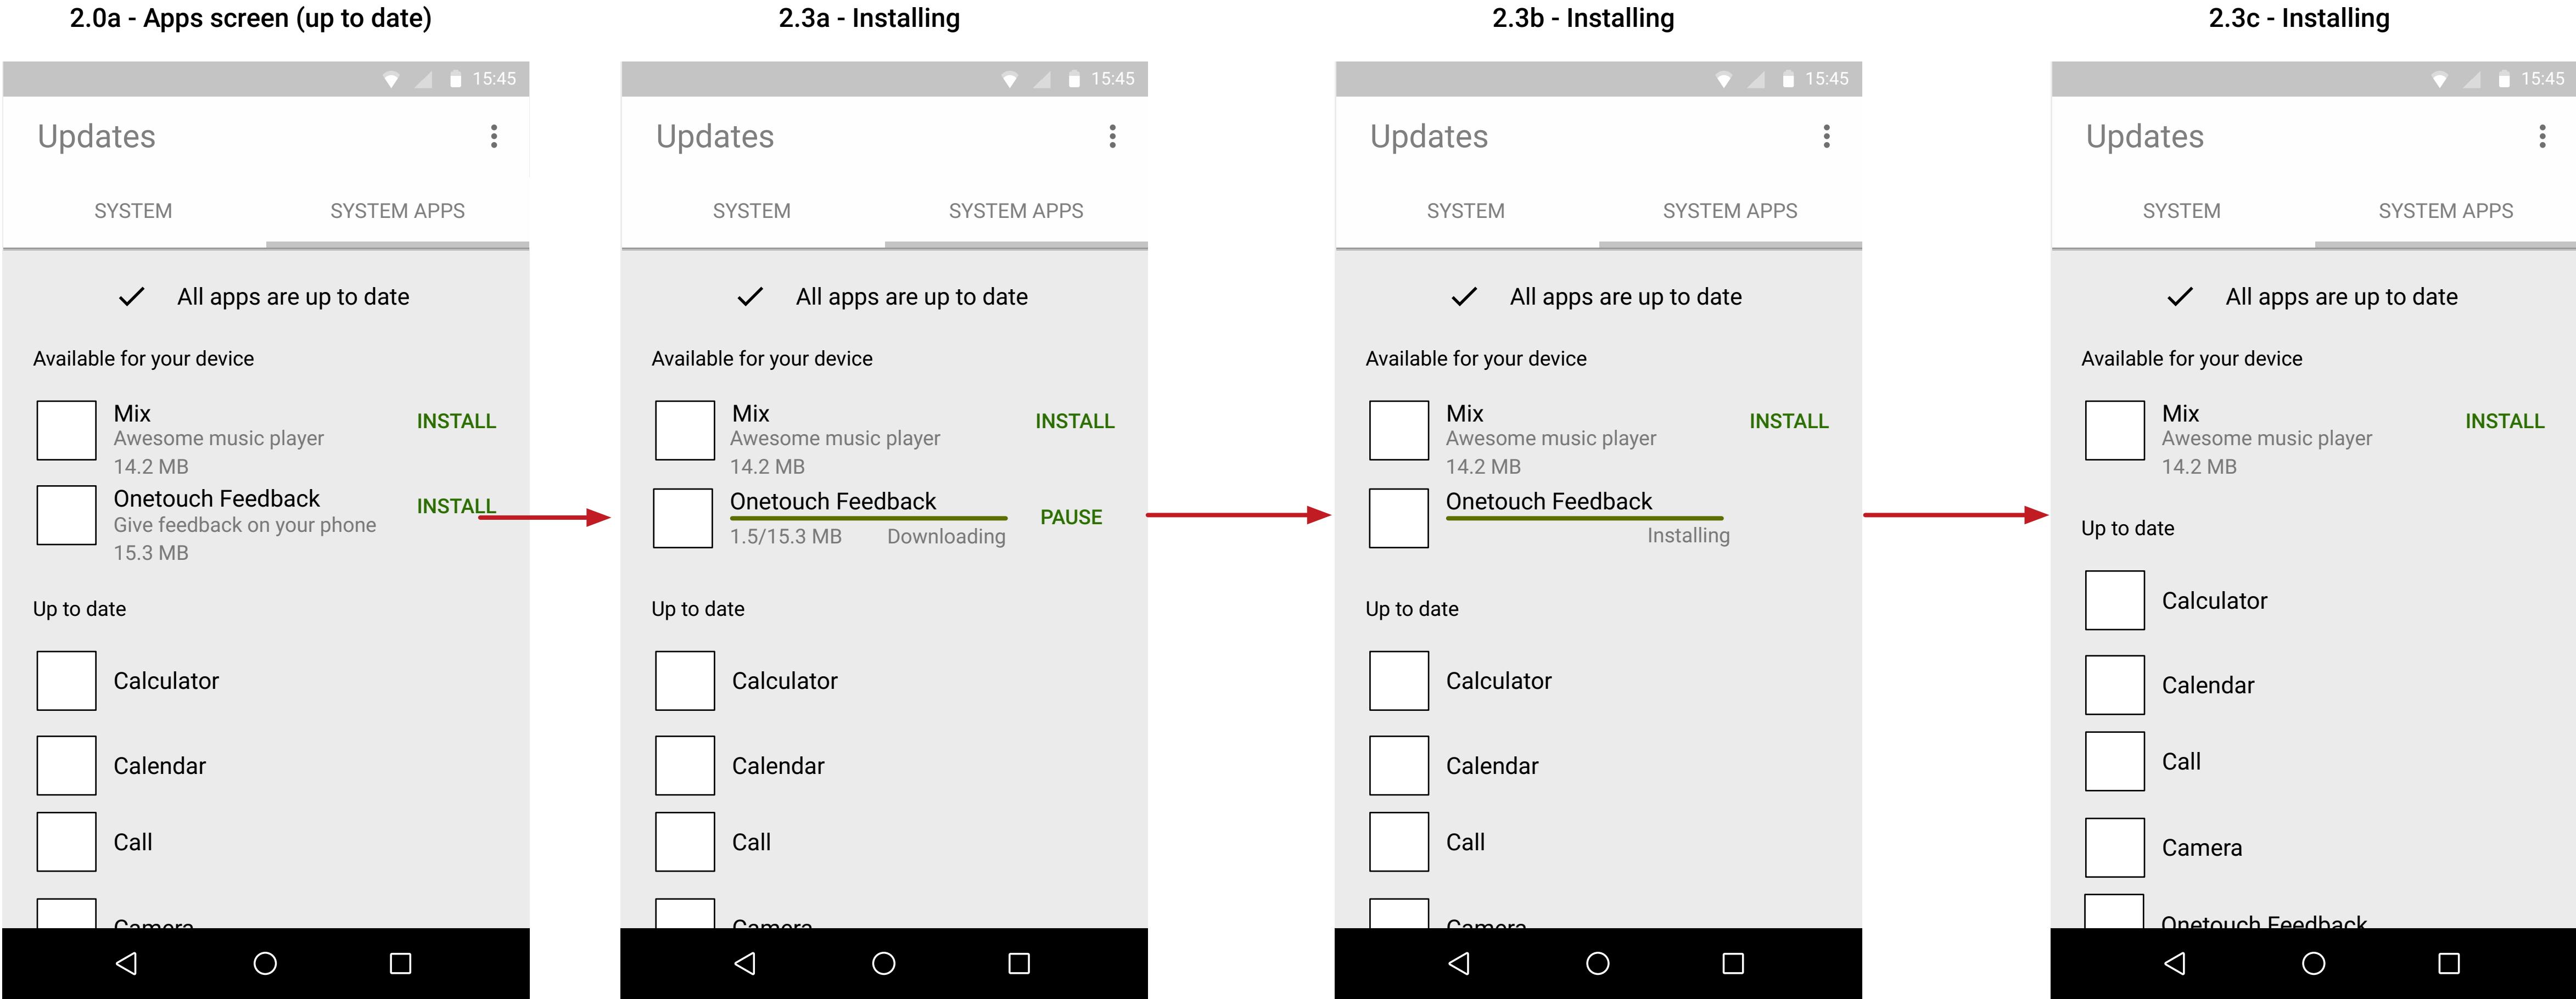 2.0a - Apps screen (up to date)
15:45
Updates
SYSTEM SYSTEM APPS
All apps are up to date
Available for your device
Mix
INSTALL
Awesome music player
14.2 MB
Onetouch Feedback
INSTALL
Give feedback on your phone
15.3 MB
Up to date
Calculator
Calendar
Call
Camera
2.3a - Installing
15:45
Updates
SYSTEM SYSTEM APPS
All apps are up to date
Available for your device
Mix
INSTALL
Awesome music player
14.2 MB
Onetouch Feedback
PAUSE
1.5/15.3 MB Downloading
Up to date
Calculator
Calendar
Call
Camera
2.3b - Installing
15:45
Updates
SYSTEM SYSTEM APPS
All apps are up to date
Available for your device
Mix
INSTALL
Awesome music player
14.2 MB
Onetouch Feedback
Installing
Up to date
Calculator
Calendar
Call
Camera
2.3c - Installing
15:45
Updates
SYSTEM SYSTEM APPS
All apps are up to date
Available for your device
Mix
INSTALL
Awesome music player
14.2 MB
Up to date
Calculator
Calendar
Call
Camera
Onetouch Feedback